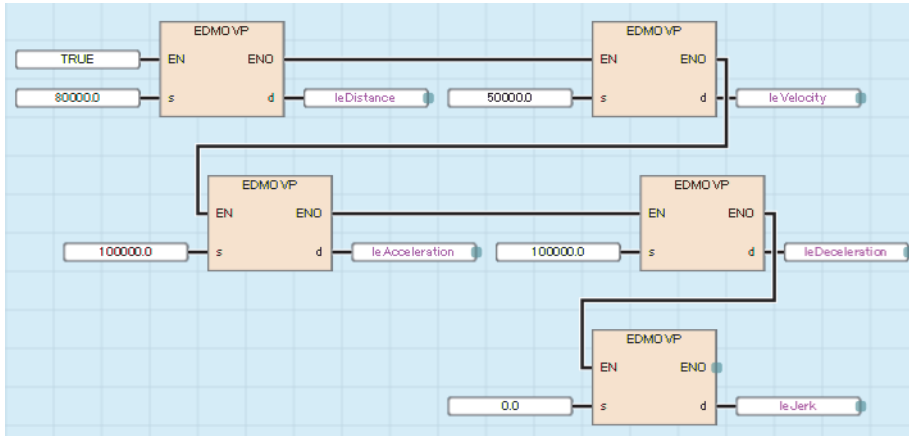 EDMOVP EDMOVP
TRUE EN ENO EN ENO
80000.0 s d leDistance 50000.0 s d leVelocity
EDMOVP EDMOVP
EN ENO EN ENO
100000.0 s d leAcceleration 100000.0 s d leDeceleration
EDMOVP
EN ENO
0.0 s d leJerk